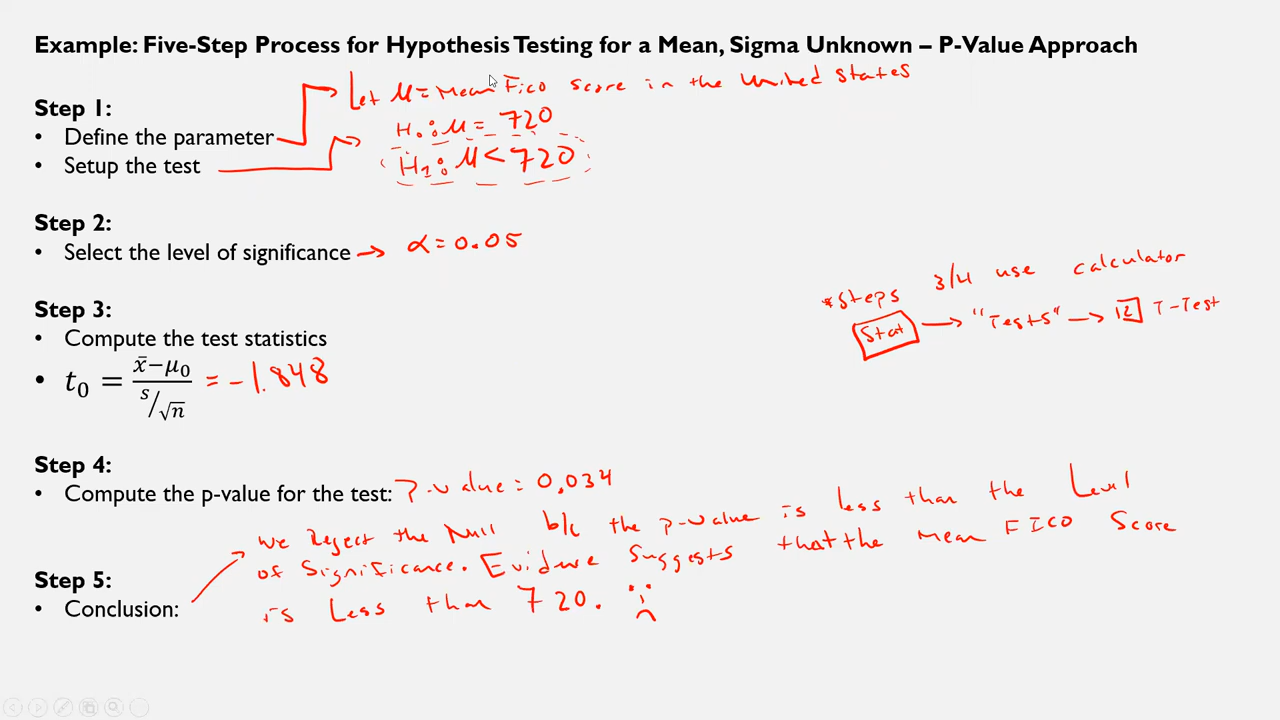 Example: Five-Step Process for Hypothesis Testing for a Mean, Sigma Unknown – P-Value Approach
Let μ = Mean Fico Score in the United States
Step 1:
• Define the parameter
H₀: μ = 720
• Setup the test
H₁: μ < 720
Step 2:
• Select the level of significance → α = 0.05
*Steps 3/4 use calculator
Stat → "Tests" → 2 T-Test
Step 3:
• Compute the test statistics
• t₀ = (x̄−μ₀)/(s/√n) = -1.848
Step 4:
• Compute the p-value for the test: P-value = 0.034
We Reject the Null b/c the p-value is less than the Level
of Significance. Evidence Suggests that the mean FICO Score
Step 5:
• Conclusion:
is Less than 720.